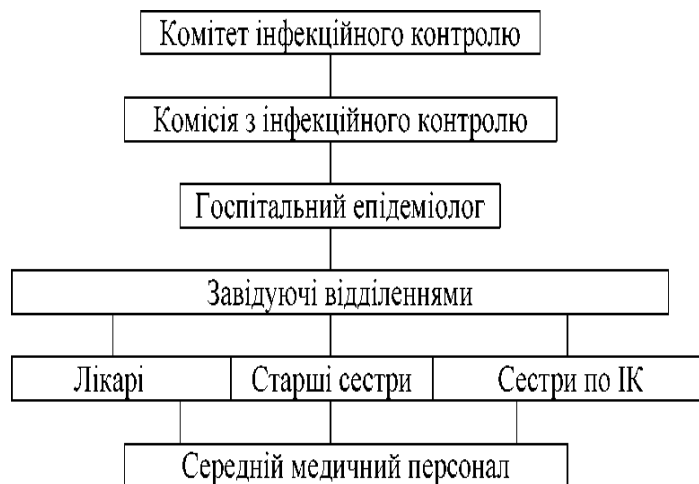 Комітет інфекційного контролю
Комісія з інфекційного контролю
Госпітальний епідеміолог
Завідуючі відділеннями
Лікарі
Старші сестри
Сестри по ІК
Середній медичний персонал